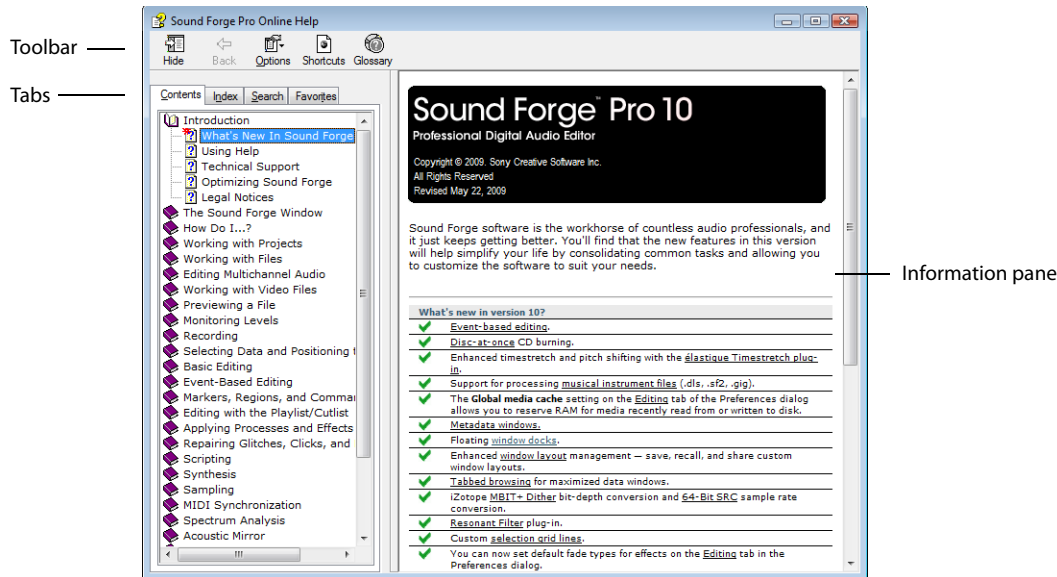 Sound Forge Pro Online Help
Toolbar
Hide
Back
Options
Shortcuts
Glossary
Tabs
Contents
Index
Search
Favorites
Introduction
What's New In Sound Forge
Using Help
Technical Support
Optimizing Sound Forge
Legal Notices
The Sound Forge Window
How Do I...?
Working with Projects
Working with Files
Editing Multichannel Audio
Working with Video Files
Previewing a File
Monitoring Levels
Recording
Selecting Data and Positioning t
Basic Editing
Event-Based Editing
Markers, Regions, and Comma
Editing with the Playlist/Cutlist
Applying Processes and Effects
Repairing Glitches, Clicks, and
Scripting
Synthesis
Sampling
MIDI Synchronization
Spectrum Analysis
Acoustic Mirror
Sound Forge™ Pro 10
Professional Digital Audio Editor
Copyright © 2009. Sony Creative Software Inc.
All Rights Reserved
Revised May 22, 2009
Sound Forge software is the workhorse of countless audio professionals, and
it just keeps getting better. You'll find that the new features in this version
will help simplify your life by consolidating common tasks and allowing you
to customize the software to suit your needs.
Information pane
What's new in version 10?
Event-based editing.
Disc-at-once CD burning.
Enhanced timestretch and pitch shifting with the élastique Timestretch plug-
in.
Support for processing musical instrument files (.dls, .sf2, .gig).
The Global media cache setting on the Editing tab of the Preferences dialog
allows you to reserve RAM for media recently read from or written to disk.
Metadata windows.
Floating window docks.
Enhanced window layout management — save, recall, and share custom
window layouts.
Tabbed browsing for maximized data windows.
iZotope MBIT+ Dither bit-depth conversion and 64-Bit SRC sample rate
conversion.
Resonant Filter plug-in.
Custom selection grid lines.
You can now set default fade types for effects on the Editing tab in the
Preferences dialog.